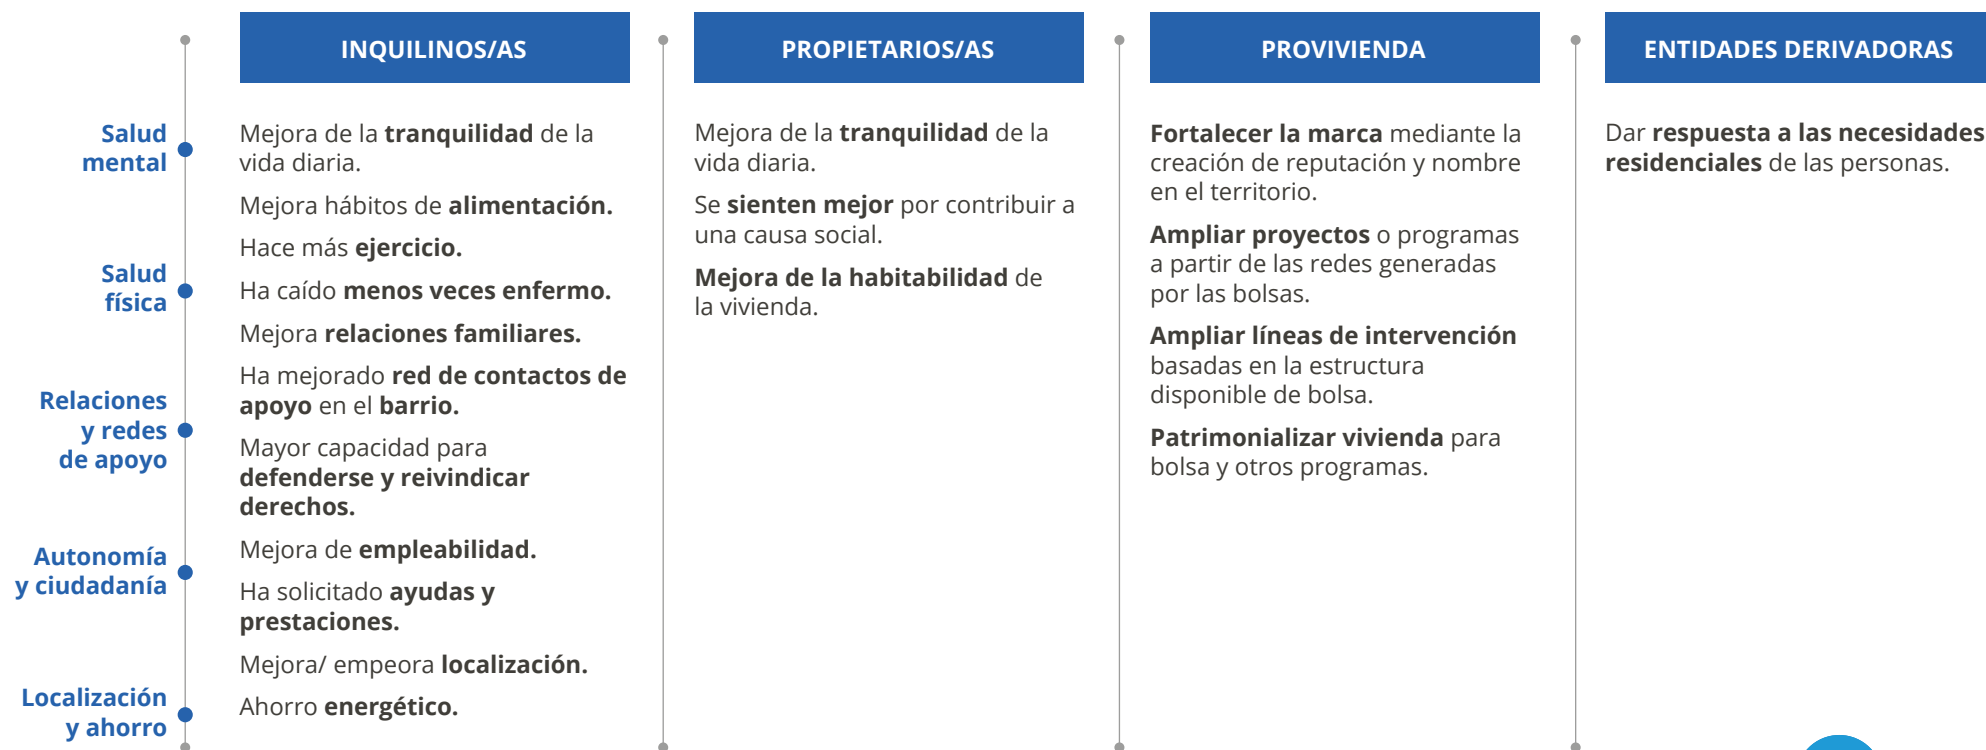 INQUILINOS/AS
PROPIETARIOS/AS
PROVIVIENDA
ENTIDADES DERIVADORAS
Salud
mental
Salud
física
Relaciones
y redes
de apoyo
Autonomía
y ciudadanía
Localización
y ahorro
Mejora de la tranquilidad de la
vida diaria.
Mejora hábitos de alimentación.
Hace más ejercicio.
Ha caído menos veces enfermo.
Mejora relaciones familiares.
Ha mejorado red de contactos de
apoyo en el barrio.
Mayor capacidad para
defenderse y reivindicar
derechos.
Mejora de empleabilidad.
Ha solicitado ayudas y
prestaciones.
Mejora/ empeora localización.
Ahorro energético.
Mejora de la tranquilidad de la
vida diaria.
Se sienten mejor por contribuir a
una causa social.
Mejora de la habitabilidad de
la vivienda.
Fortalecer la marca mediante la
creación de reputación y nombre
en el territorio.
Ampliar proyectos o programas
a partir de las redes generadas
por las bolsas.
Ampliar líneas de intervención
basadas en la estructura
disponible de bolsa.
Patrimonializar vivienda para
bolsa y otros programas.
Dar respuesta a las necesidades
residenciales de las personas.